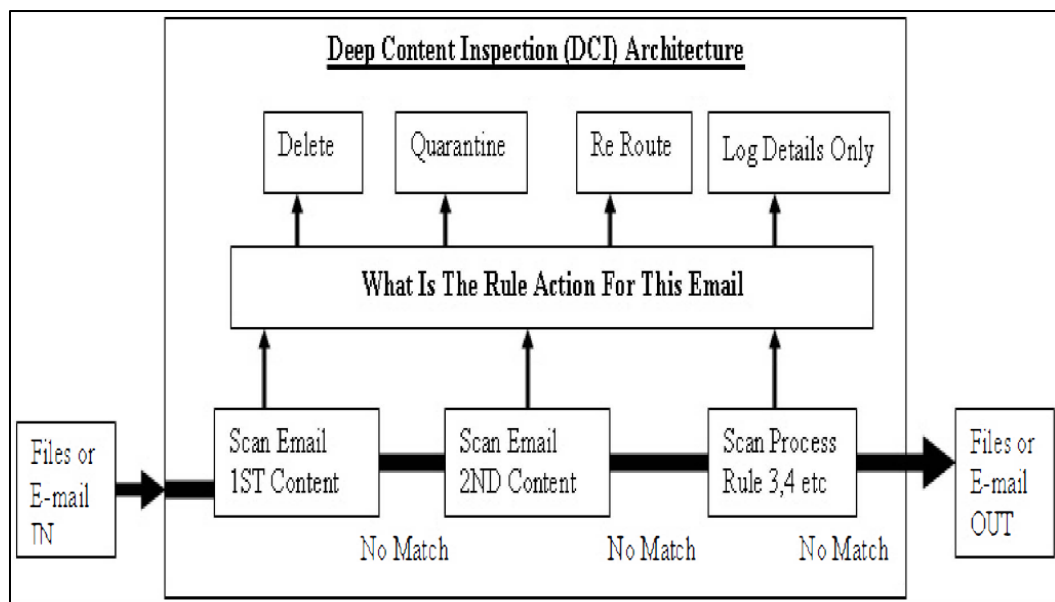 Deep Content Inspection (DCI) Architecture
Delete
Quarantine
Re Route
Log Details Only
What Is The Rule Action For This Email
Files or
E-mail
IN
Scan Email
1ST Content
Scan Email
2ND Content
Scan Process
Rule 3,4 etc
Files or
E-mail
OUT
No Match
No Match
No Match